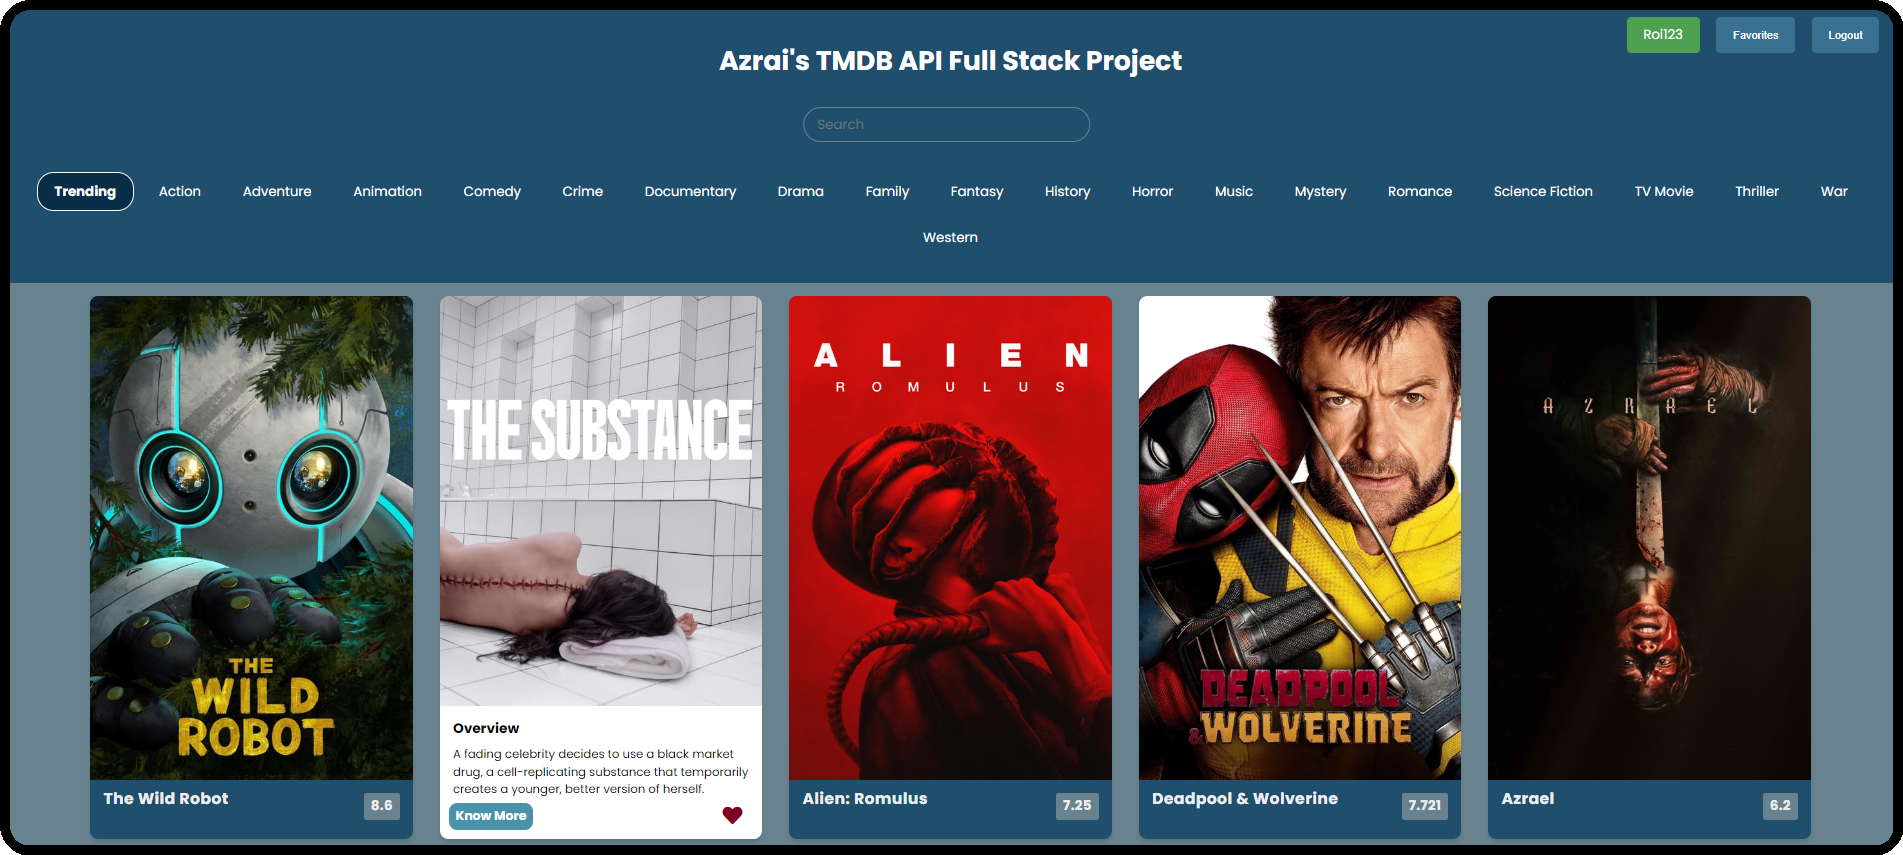 Roi123 Favorites Logout
Azrai's TMDB API Full Stack Project
Search
Trending Action Adventure Animation Comedy Crime Documentary Drama Family Fantasy History Horror Music Mystery Romance Science Fiction TV Movie Thriller War
Western
THE
WILD
ROBOT
The Wild Robot
8.6
THE SUBSTANCE
Overview
A fading celebrity decides to use a black market
drug, a cell-replicating substance that temporarily
creates a younger, better version of herself.
Know More
ALIEN
ROMULUS
Alien: Romulus
7.25
DEADPOOL
& WOLVERINE
Deadpool & Wolverine
7.721
AZRAEL
Azrael
6.2